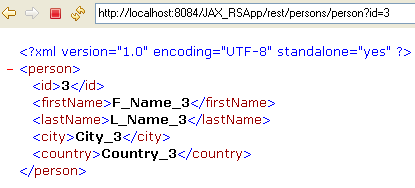 http://localhost:8084/JAX_RSApp/rest/persons/person?id=3
<?xml version="1.0" encoding="UTF-8" standalone="yes" ?>
- <person>
<id>3</id>
<firstName>F_Name_3</firstName>
<lastName>L_Name_3</lastName>
<city>City_3</city>
<country>Country_3</country>
</person>